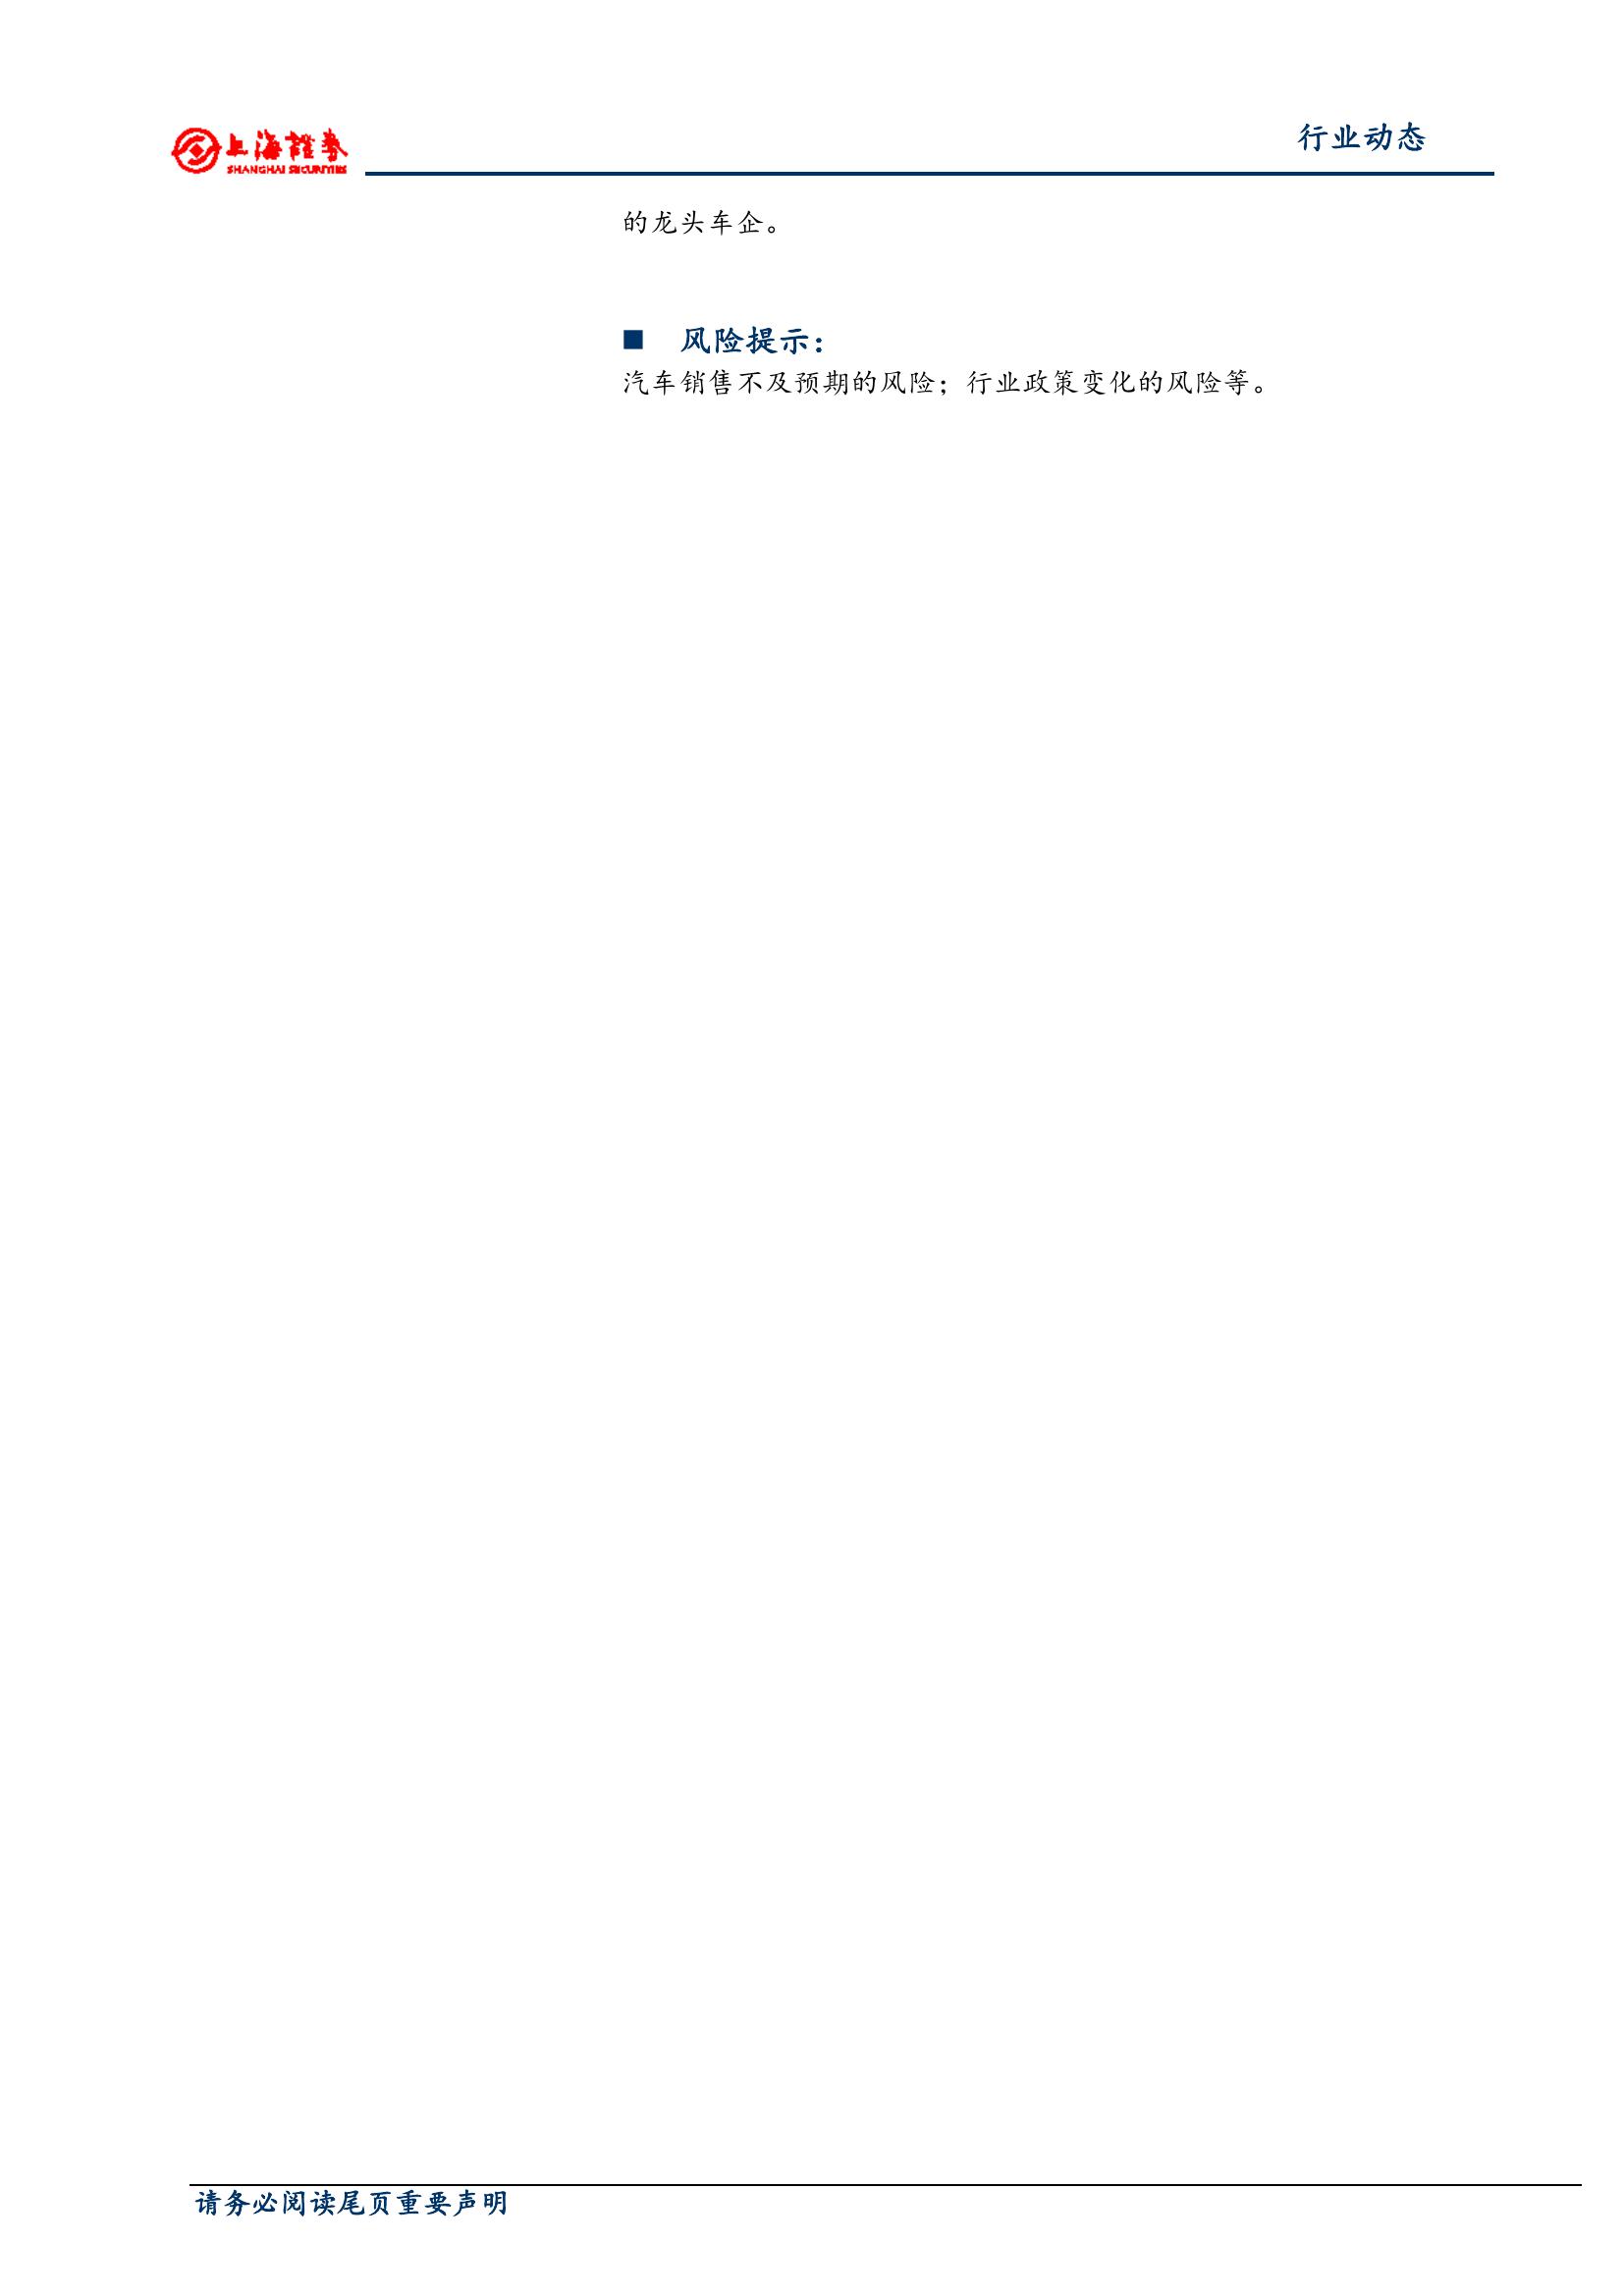 上海證券
SHANGHAI SECURITIES
行业动态
的龙头车企。
■ 风险提示：
汽车销售不及预期的风险；行业政策变化的风险等。
请务必阅读尾页重要声明